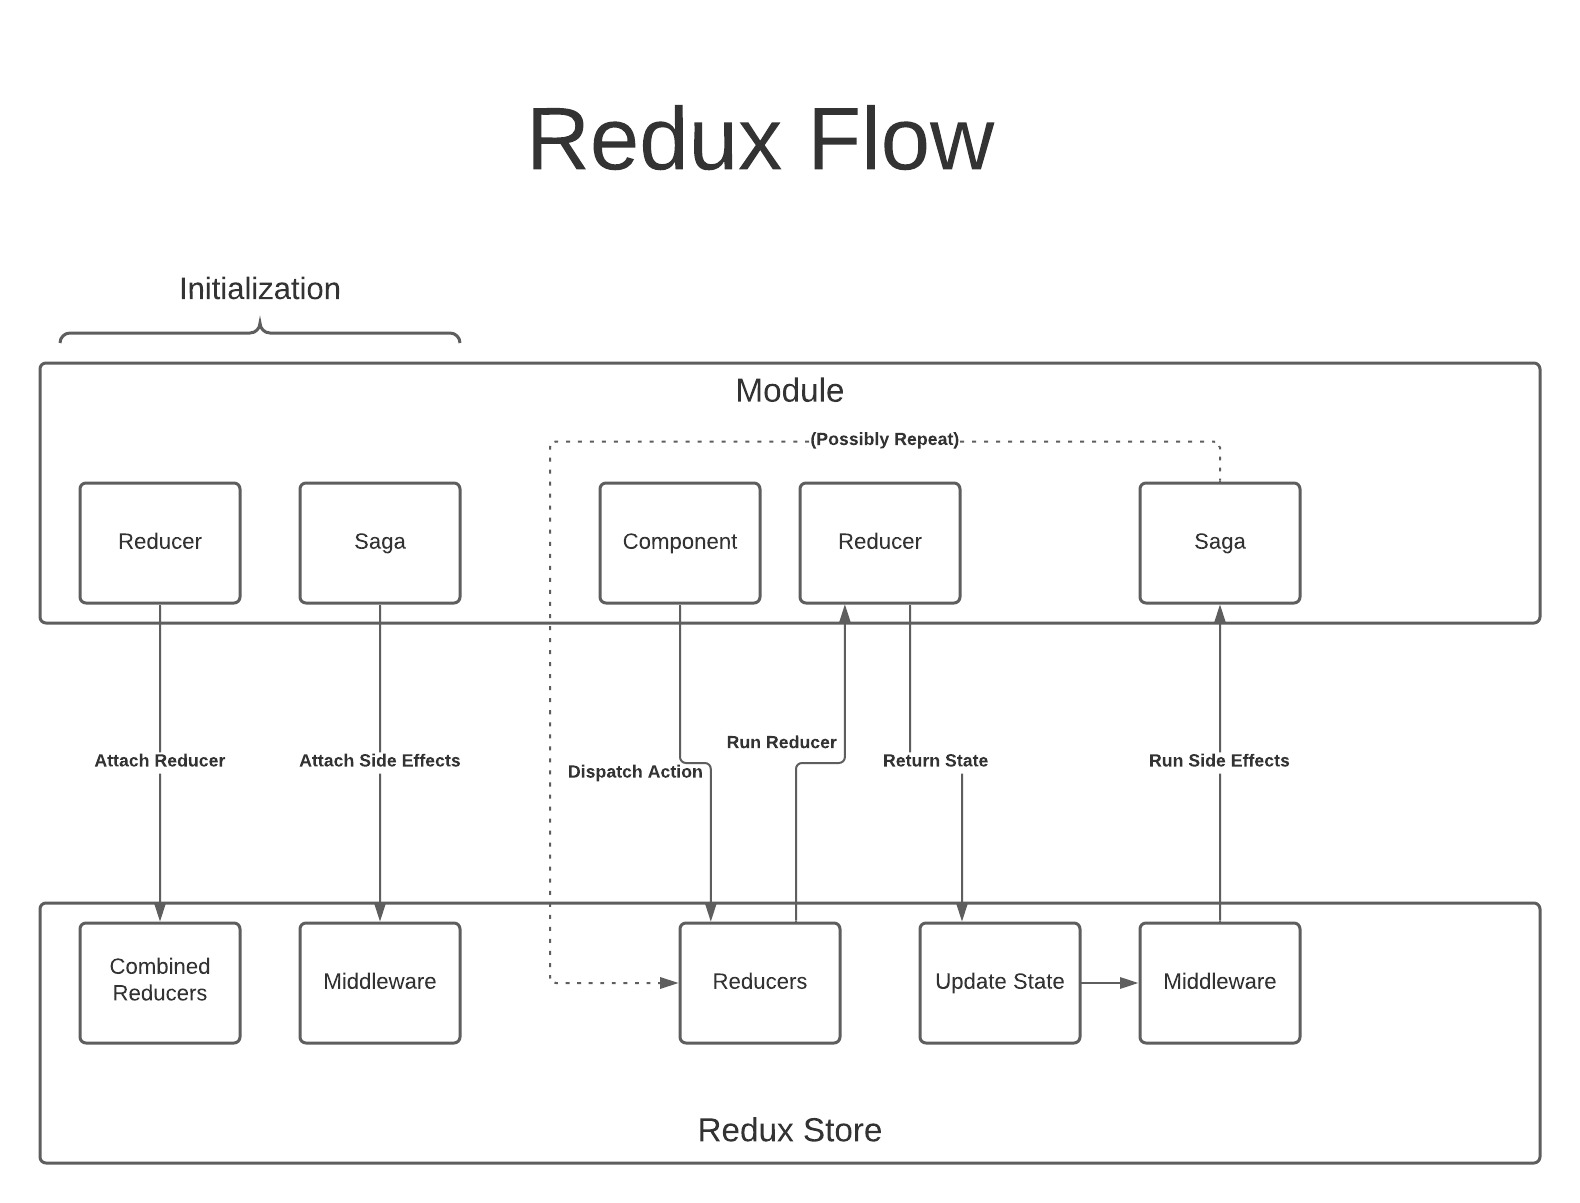 Redux Flow
Initialization
Module
(Possibly Repeat)
Reducer
Saga
Component
Reducer
Saga
Attach Reducer
Attach Side Effects
Dispatch Action
Run Reducer
Return State
Run Side Effects
Combined
Reducers
Middleware
Reducers
Update State
Middleware
Redux Store